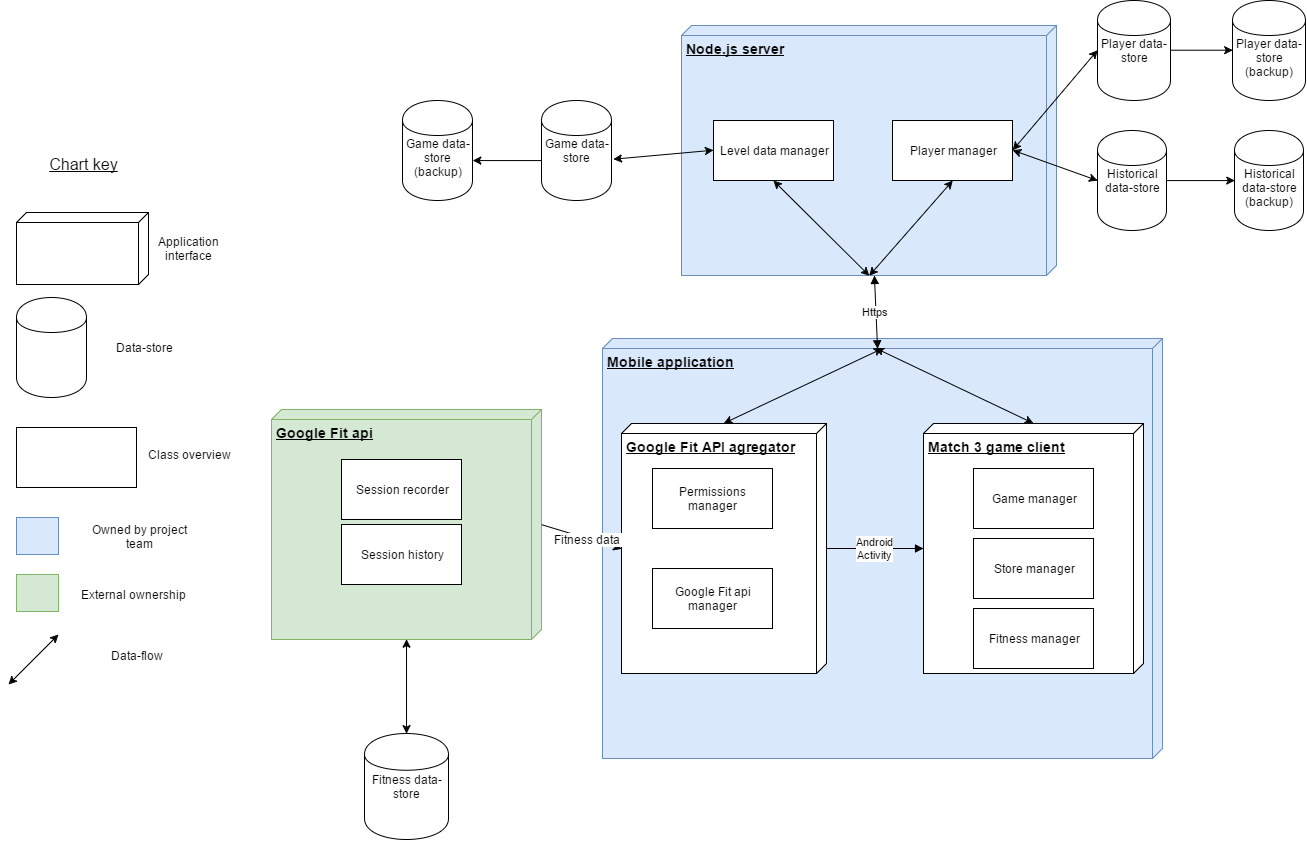 Chart key
Application
interface
Data-store
Class overview
Owned by project
team
External ownership
Data-flow
Node.js server
Level data manager
Player manager
Game data-
store
(backup)
Game data-
store
Player data-
store
Player data-
store
(backup)
Historical
data-store
Historical
data-store
(backup)
Https
Mobile application
Google Fit API agregator
Permissions
manager
Google Fit api
manager
Android
Activity
Match 3 game client
Game manager
Store manager
Fitness manager
Google Fit api
Session recorder
Session history
Fitness data
Fitness data-
store